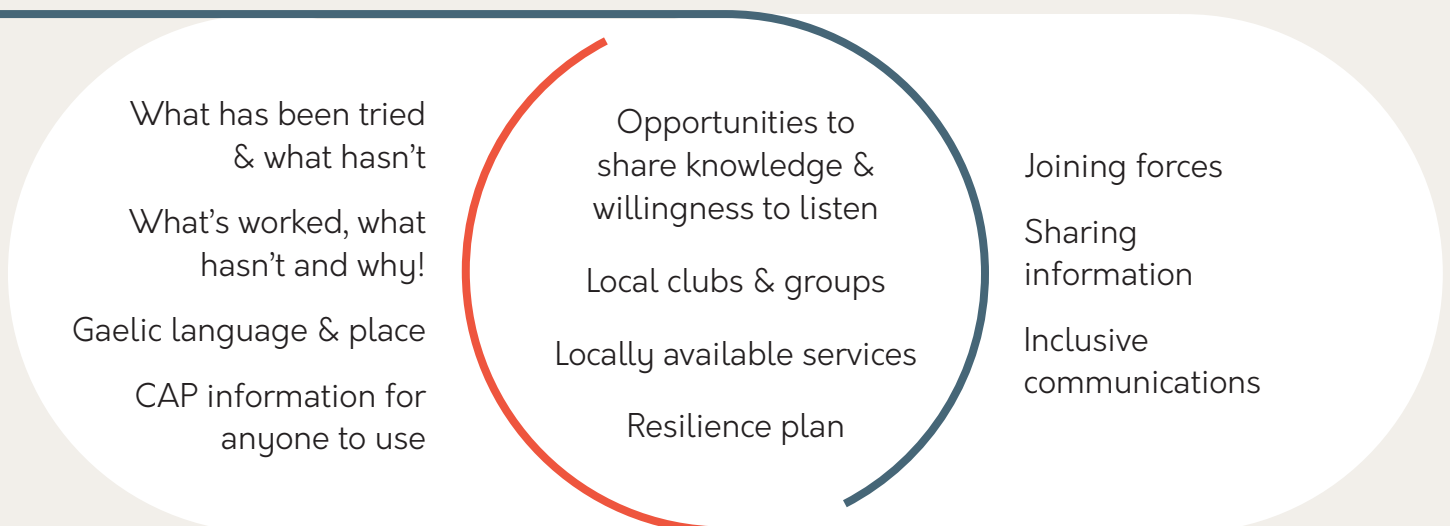 What has been tried
& what hasn't
What's worked, what
hasn't and why!
Gaelic language & place
CAP information for
anyone to use
Opportunities to
share knowledge &
willingness to listen
Local clubs & groups
Locally available services
Resilience plan
Joining forces
Sharing
information
Inclusive
communications